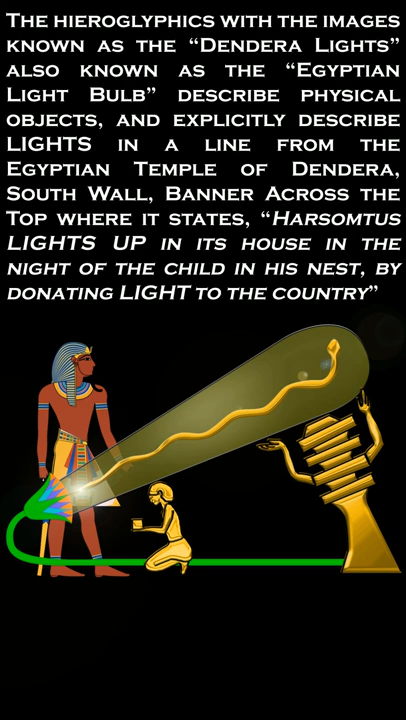 The hieroglyphics with the images
known as the “Dendera Lights”
also known as the “Egyptian
Light Bulb” describe physical
objects, and explicitly describe
LIGHTS in a line from the
Egyptian Temple of Dendera,
South Wall, Banner Across the
Top where it states, “Harsomtus
LIGHTS UP in its house in the
night of the child in his nest, by
donating LIGHT to the country”